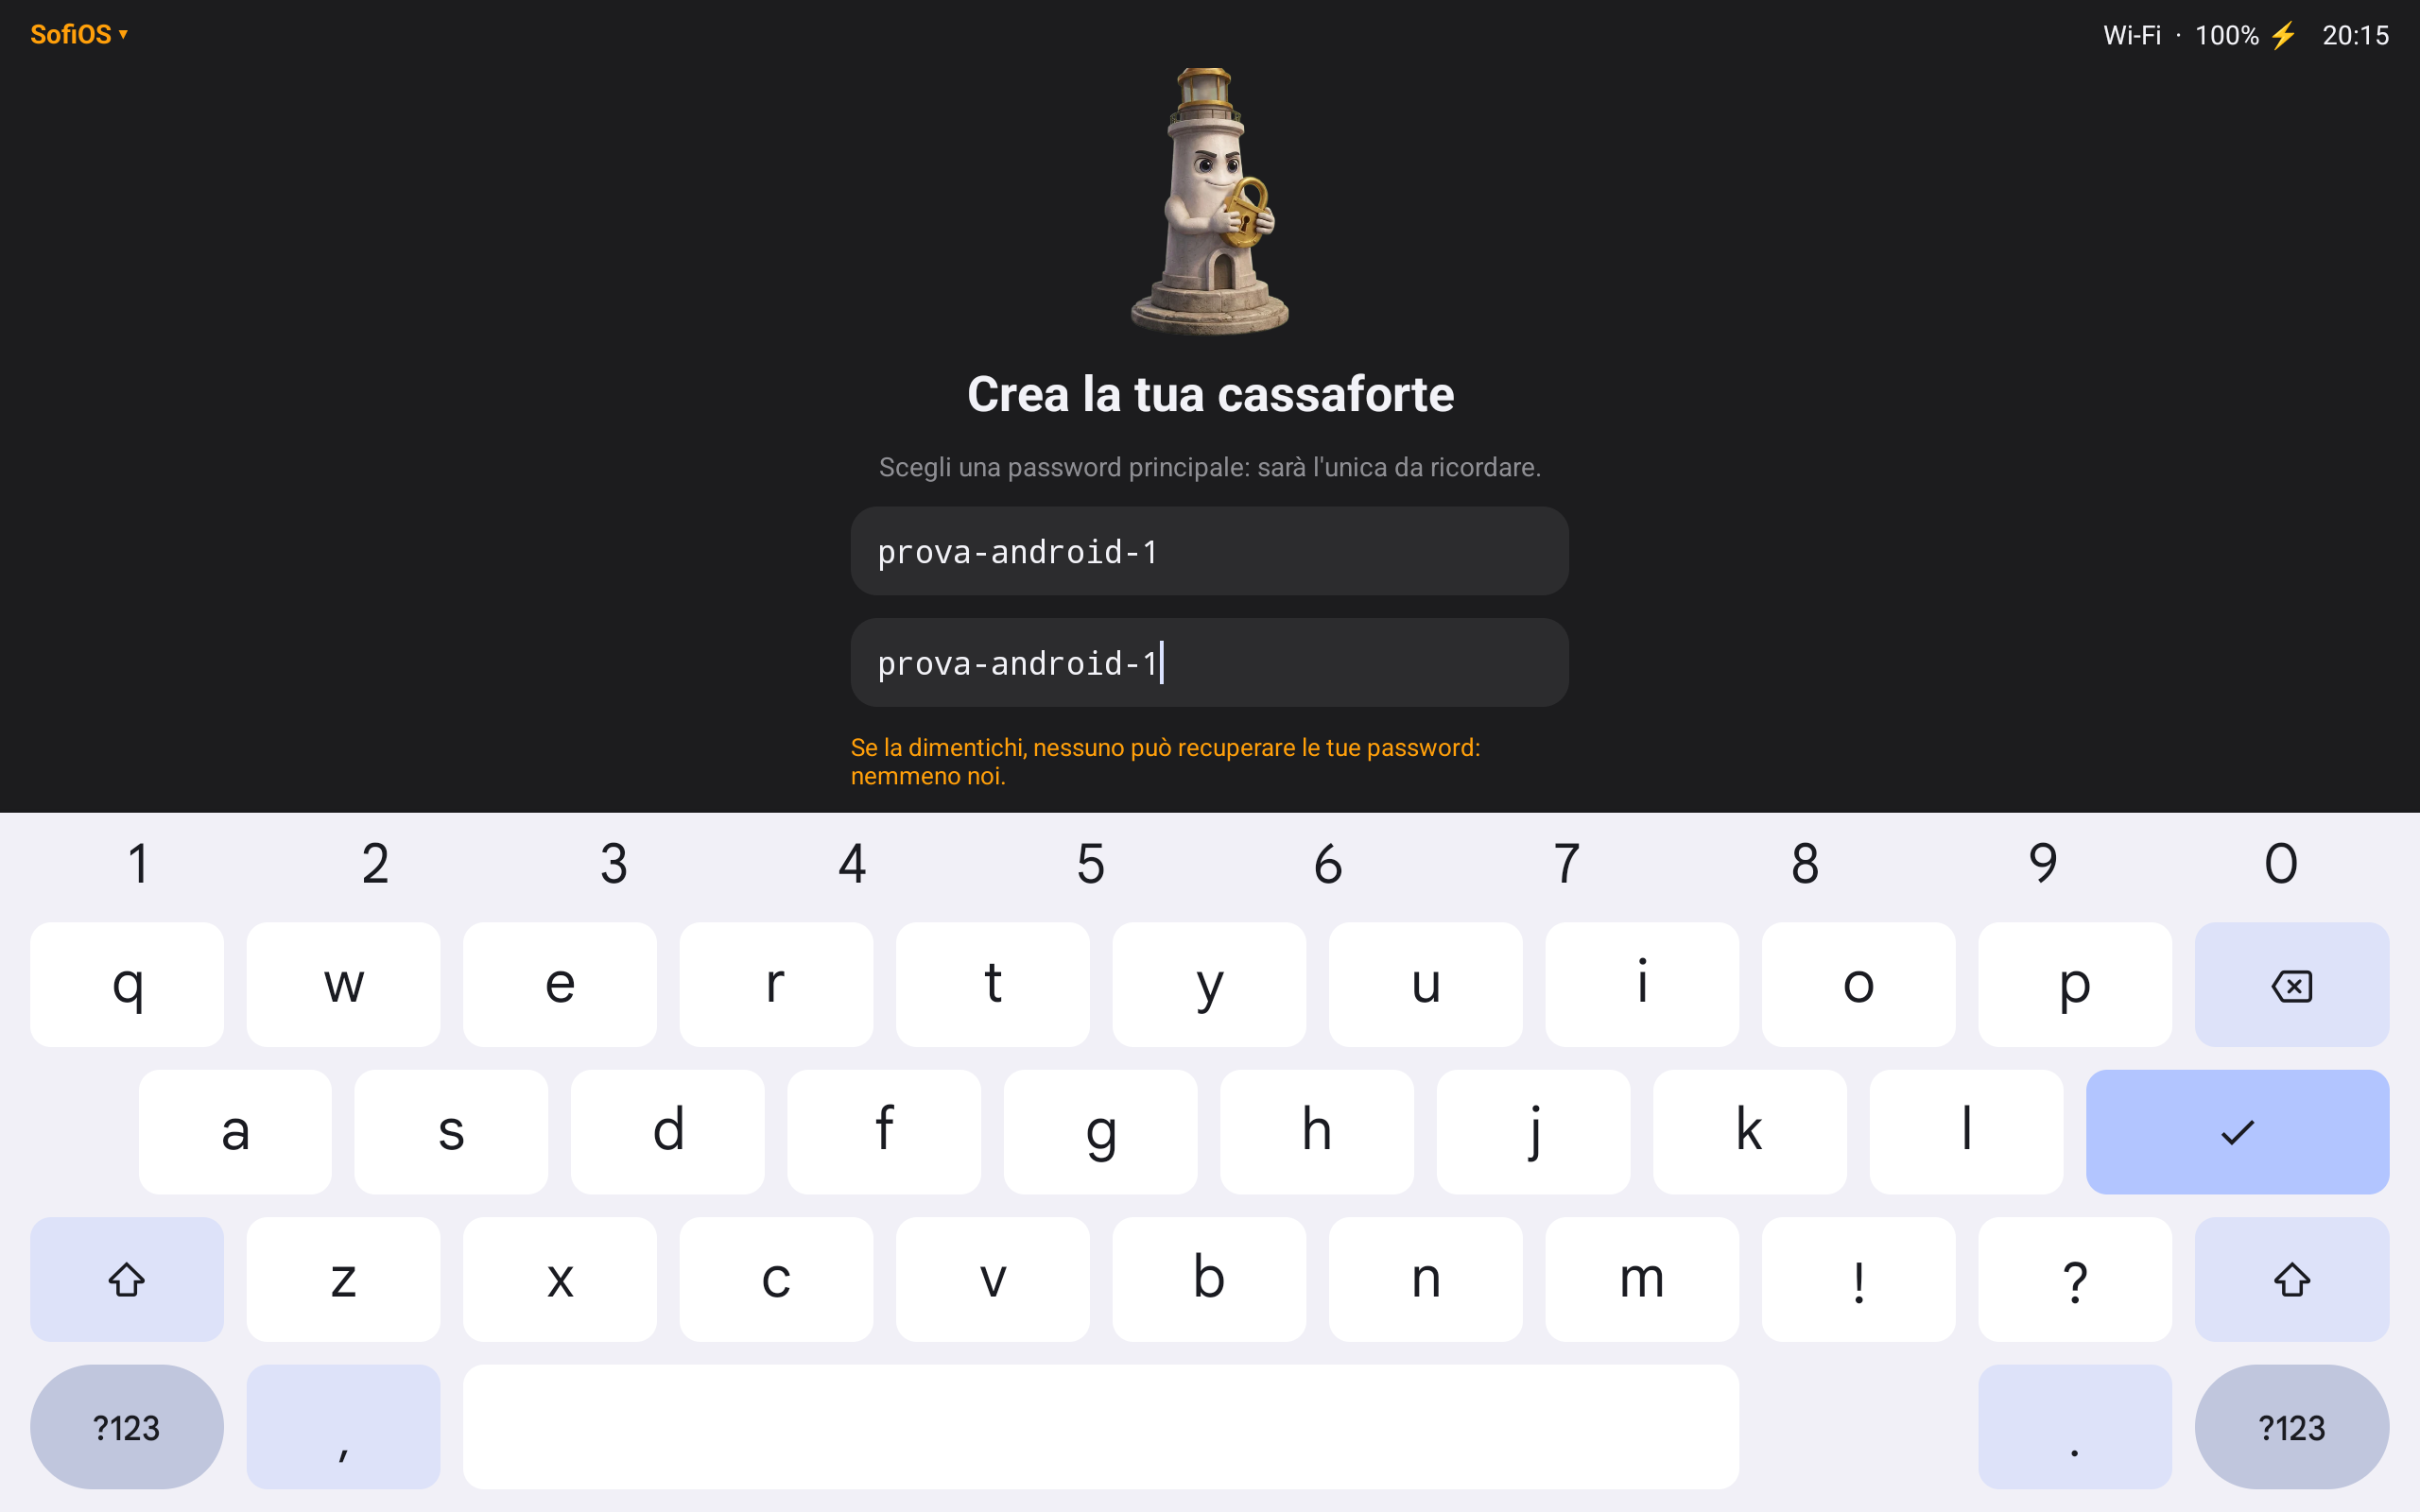 SofiOS ▾
Wi-Fi · 100% ⚡ 20:15
Crea la tua cassaforte
Scegli una password principale: sarà l'unica da ricordare.
prova-android-1
prova-android-1
Se la dimentichi, nessuno può recuperare le tue password:
nemmeno noi.
1 2 3 4 5 6 7 8 9 0
q w e r t y u i o p
a s d f g h j k l
z x c v b n m ! ?
?123 , . ?123